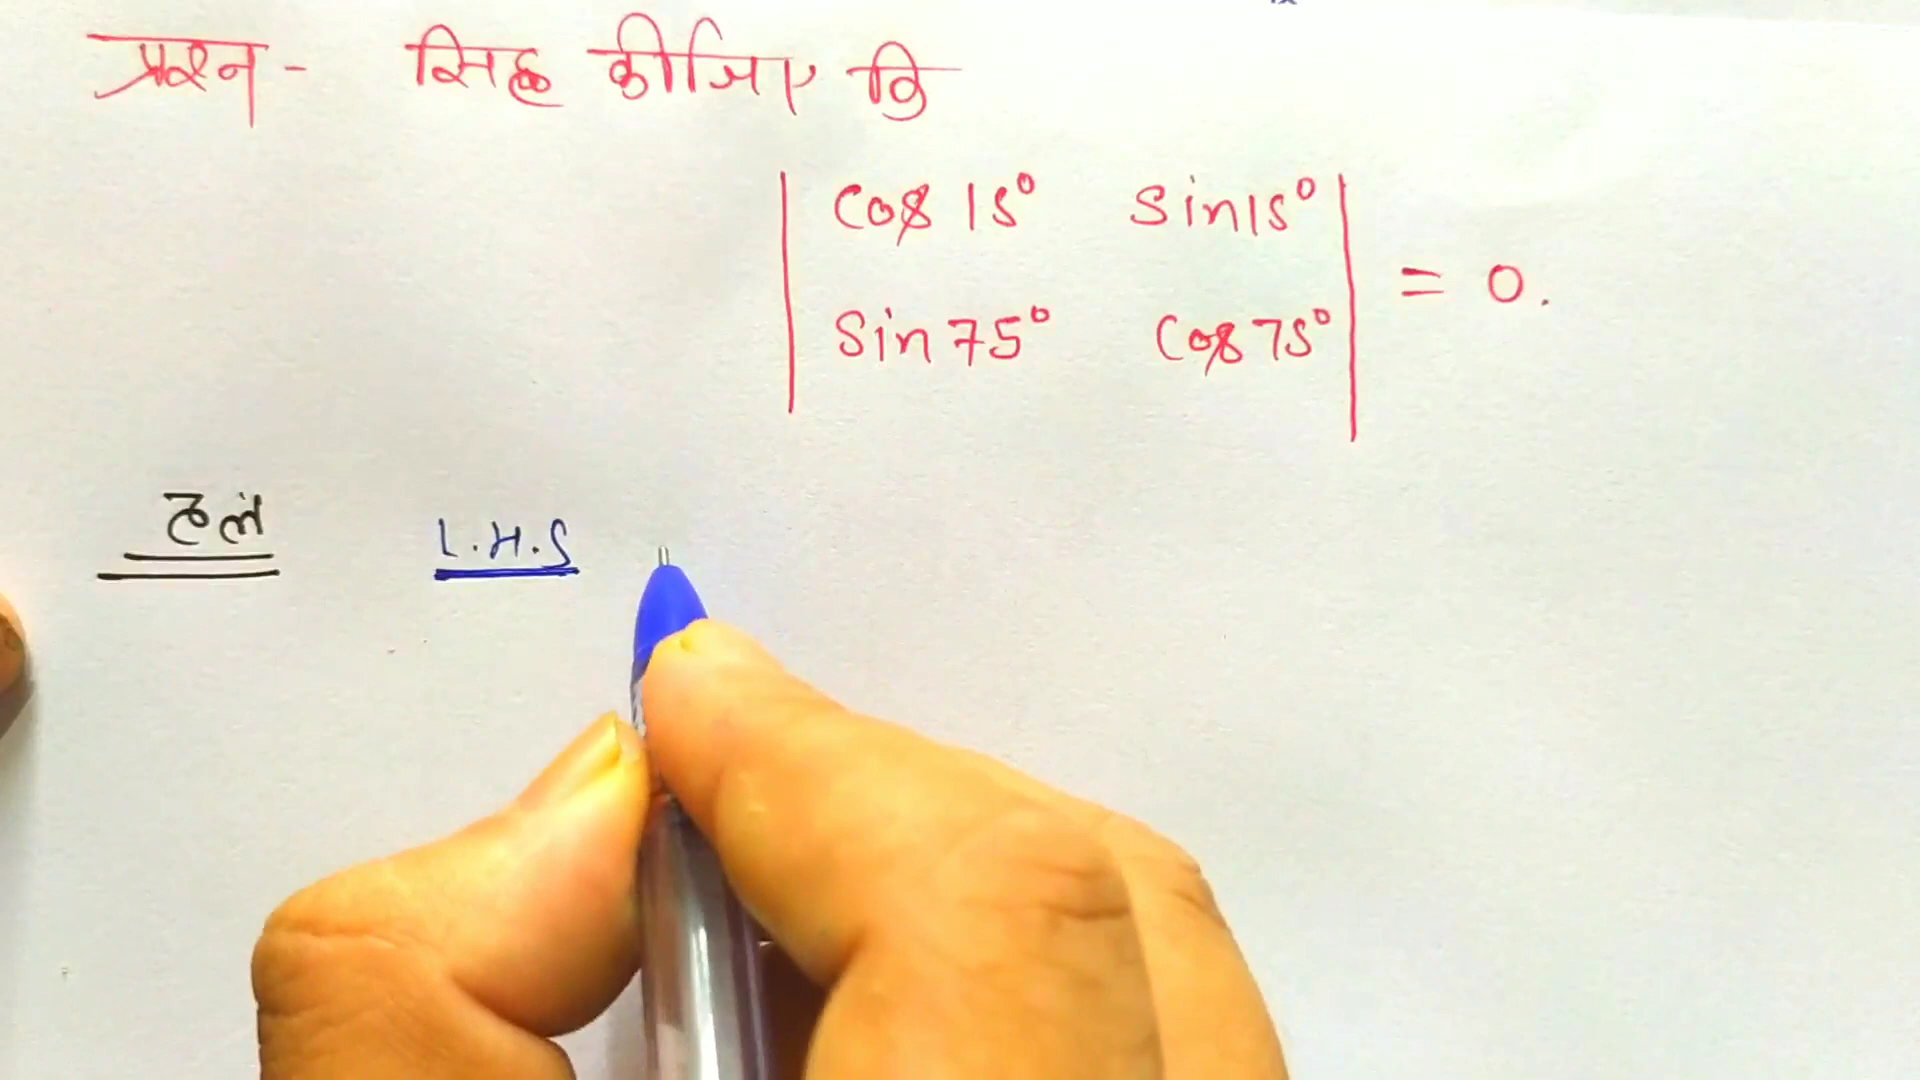 प्रश्न - सिद्ध कीजिए कि
cos 15° sin 15°
= 0.
sin 75° cos 75°
हल L.H.S